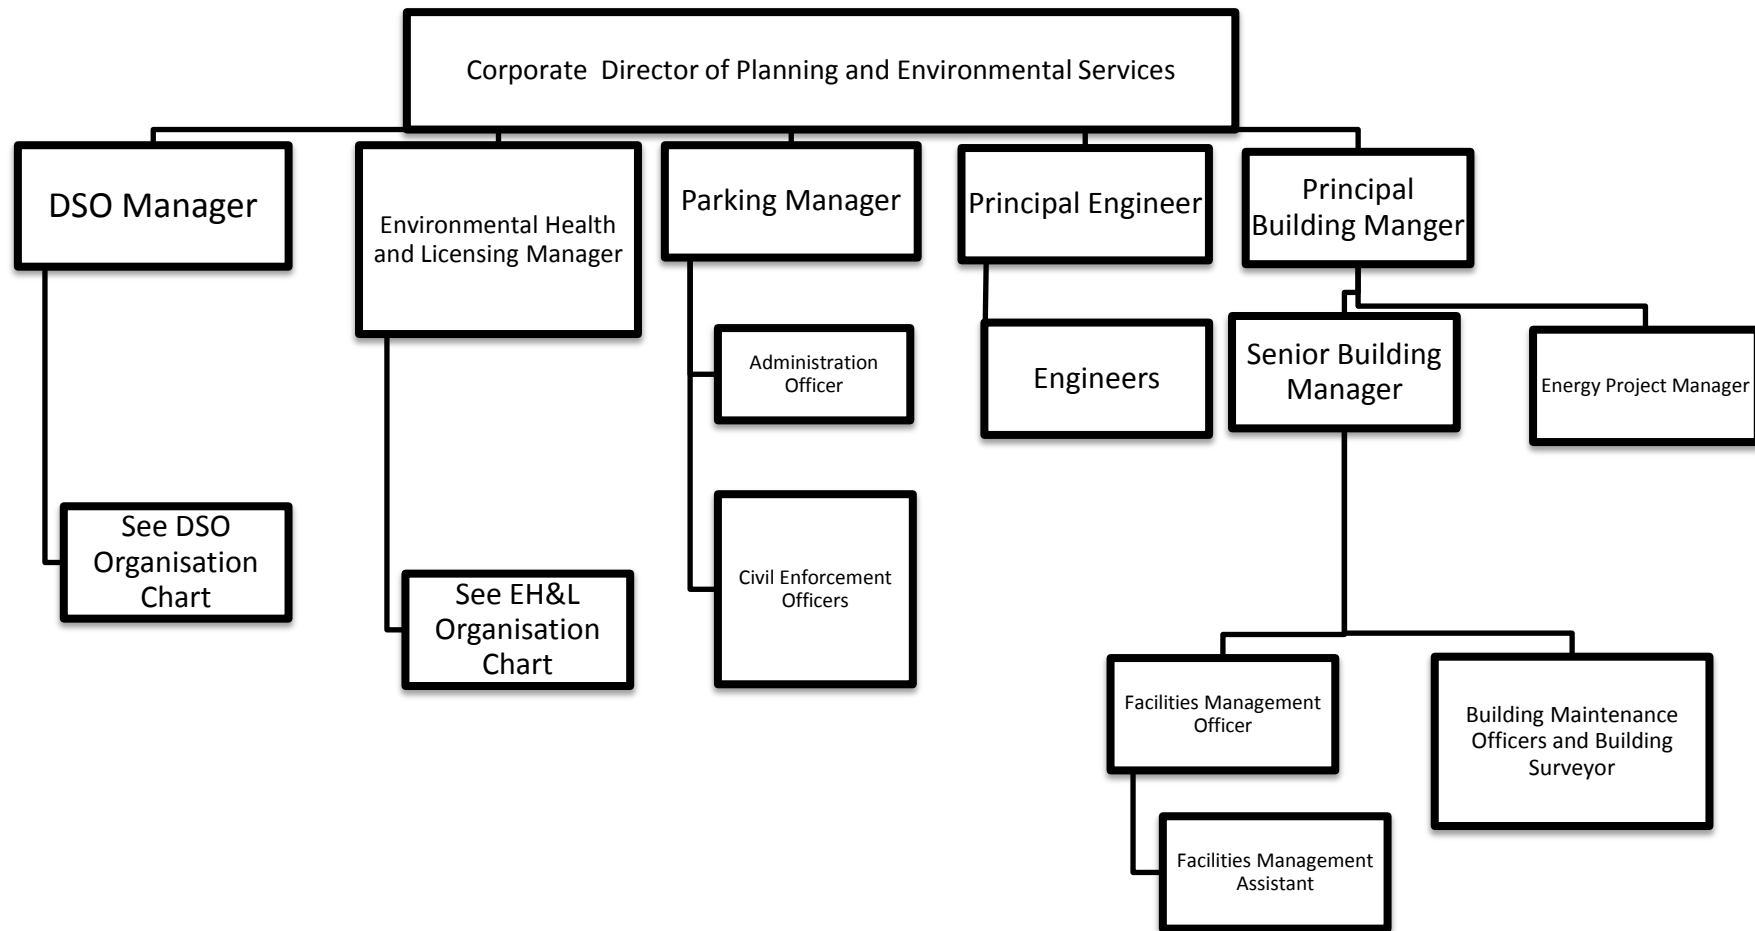 Corporate  Director of Planning and Environmental Services
DSO Manager
Environmental Health
and Licensing Manager
Parking Manager
Principal Engineer
Principal
Building Manger
Administration
Officer
Engineers
Senior Building
Manager
Energy Project Manager
See DSO
Organisation
Chart
See EH&L
Organisation
Chart
Civil Enforcement
Officers
Facilities Management
Officer
Building Maintenance
Officers and Building
Surveyor
Facilities Management
Assistant